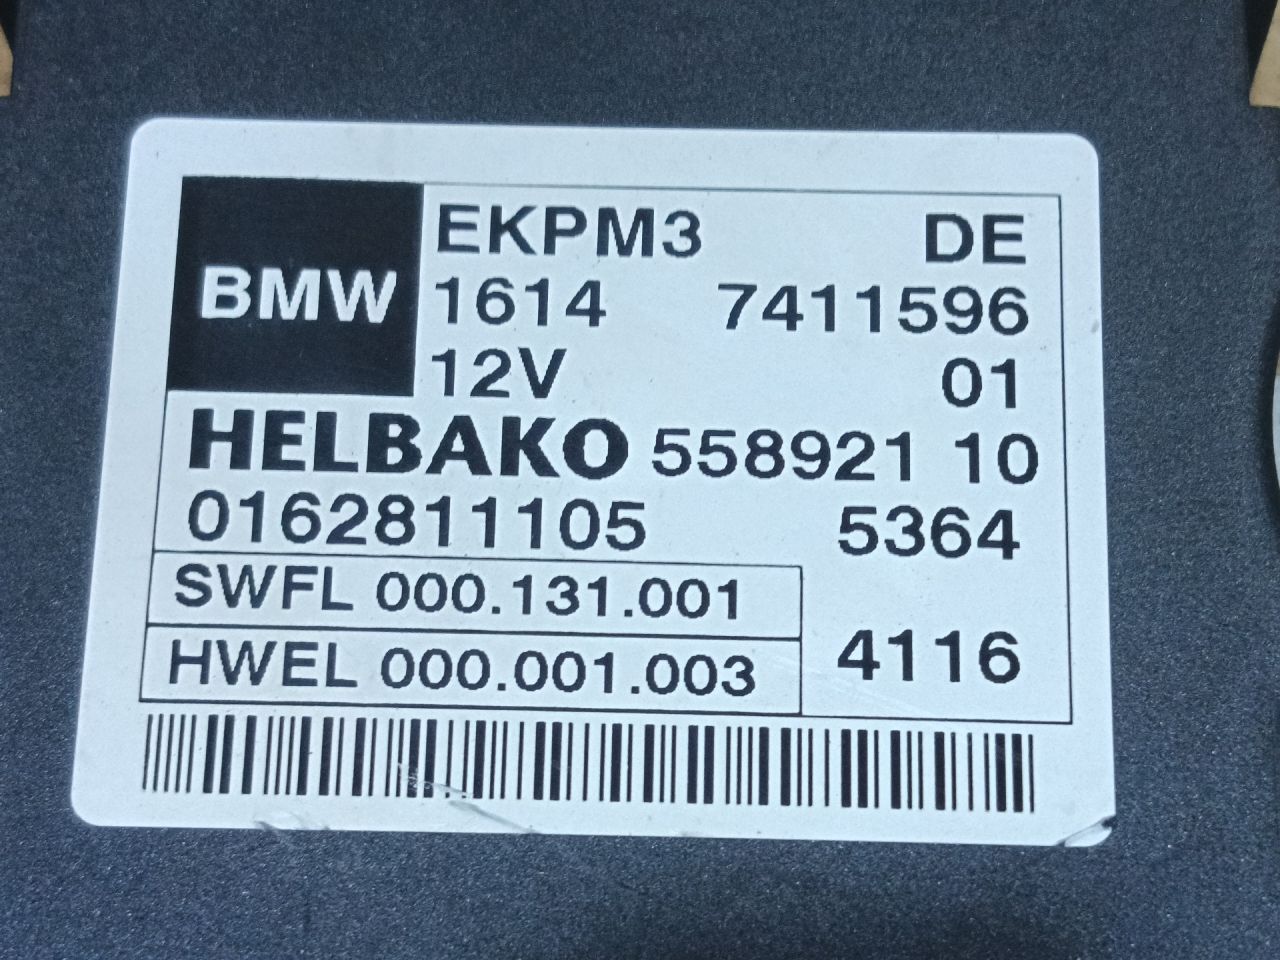 BMW
EKPM3 DE
1614 7411596
12V 01
HELBAKO 558921 10
0162811105 5364
SWFL 000.131.001
HWEL 000.001.003
4116